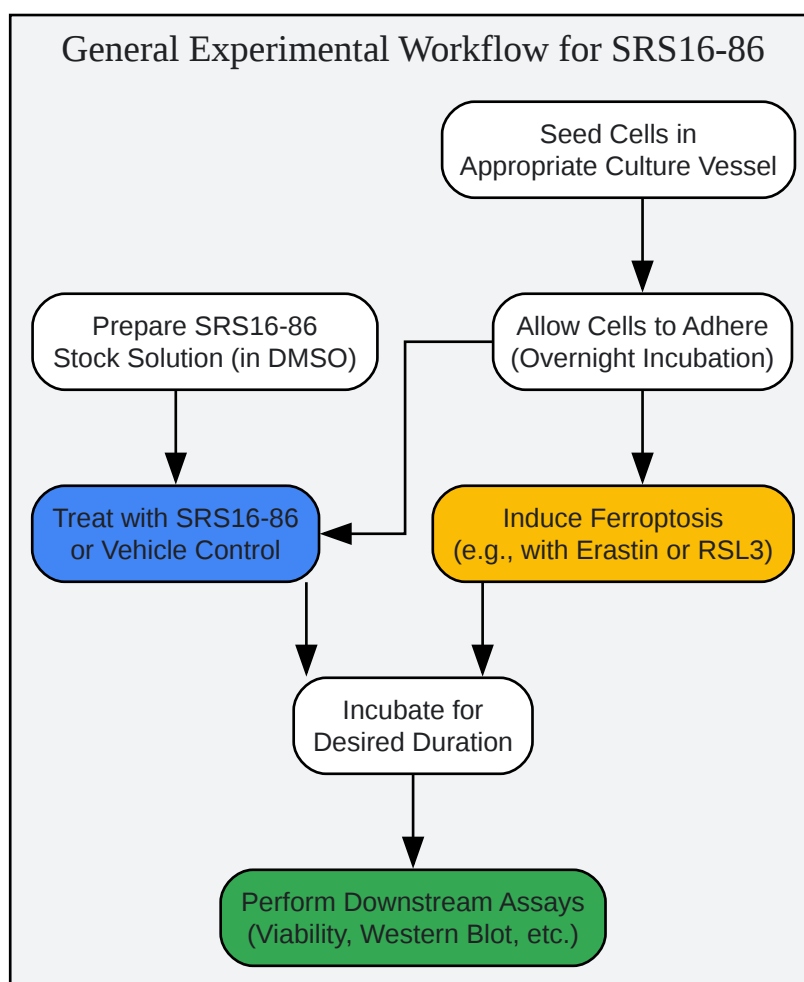 General Experimental Workflow for SRS16-86
Seed Cells in
Appropriate Culture Vessel
Prepare SRS16-86
Stock Solution (in DMSO)
Allow Cells to Adhere
(Overnight Incubation)
Treat with SRS16-86
or Vehicle Control
Induce Ferroptosis
(e.g., with Erastin or RSL3)
Incubate for
Desired Duration
Perform Downstream Assays
(Viability, Western Blot, etc.)